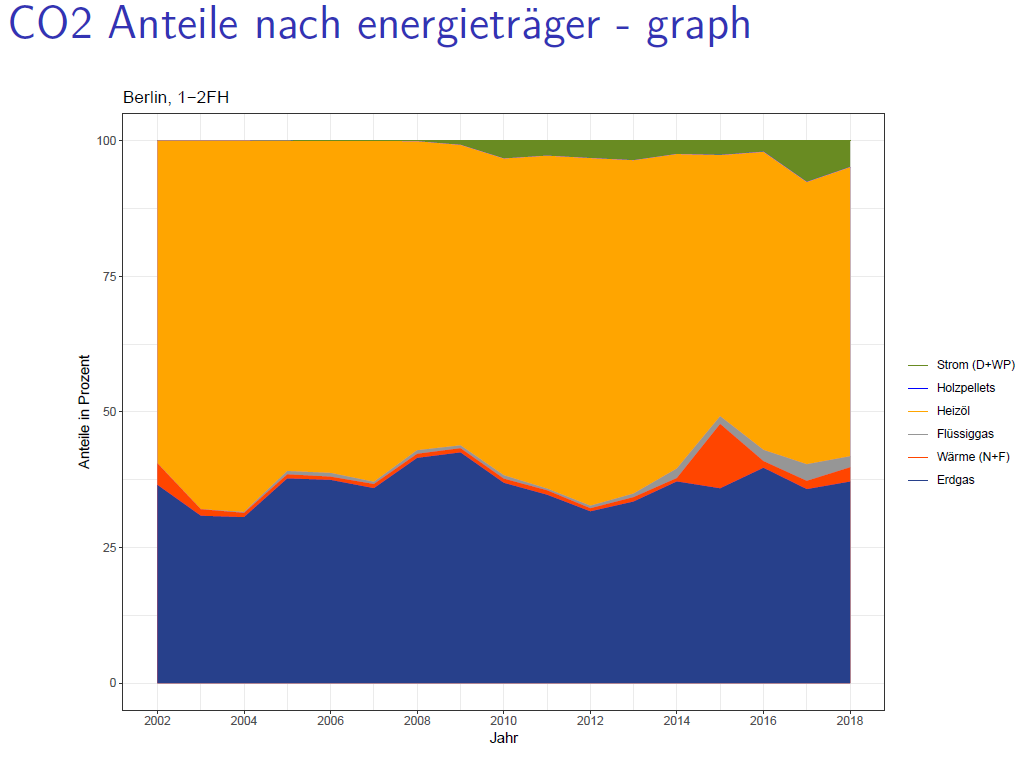 CO2 Anteile nach energieträger - graph
Berlin, 1−2FH
100
75
50
25
0
Anteile in Prozent
2002 2004 2006 2008 2010 2012 2014 2016 2018
Jahr
Strom (D+WP)
Holzpellets
Heizöl
Flüssiggas
Wärme (N+F)
Erdgas